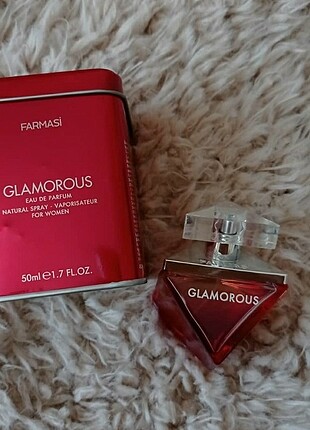 FARMASİ
GLAMOROUS
EAU DE PARFUM
NATURAL SPRAY - VAPORISATEUR
FOR WOMEN
50ml e 1.7 FL.OZ.
GLAMOROUS